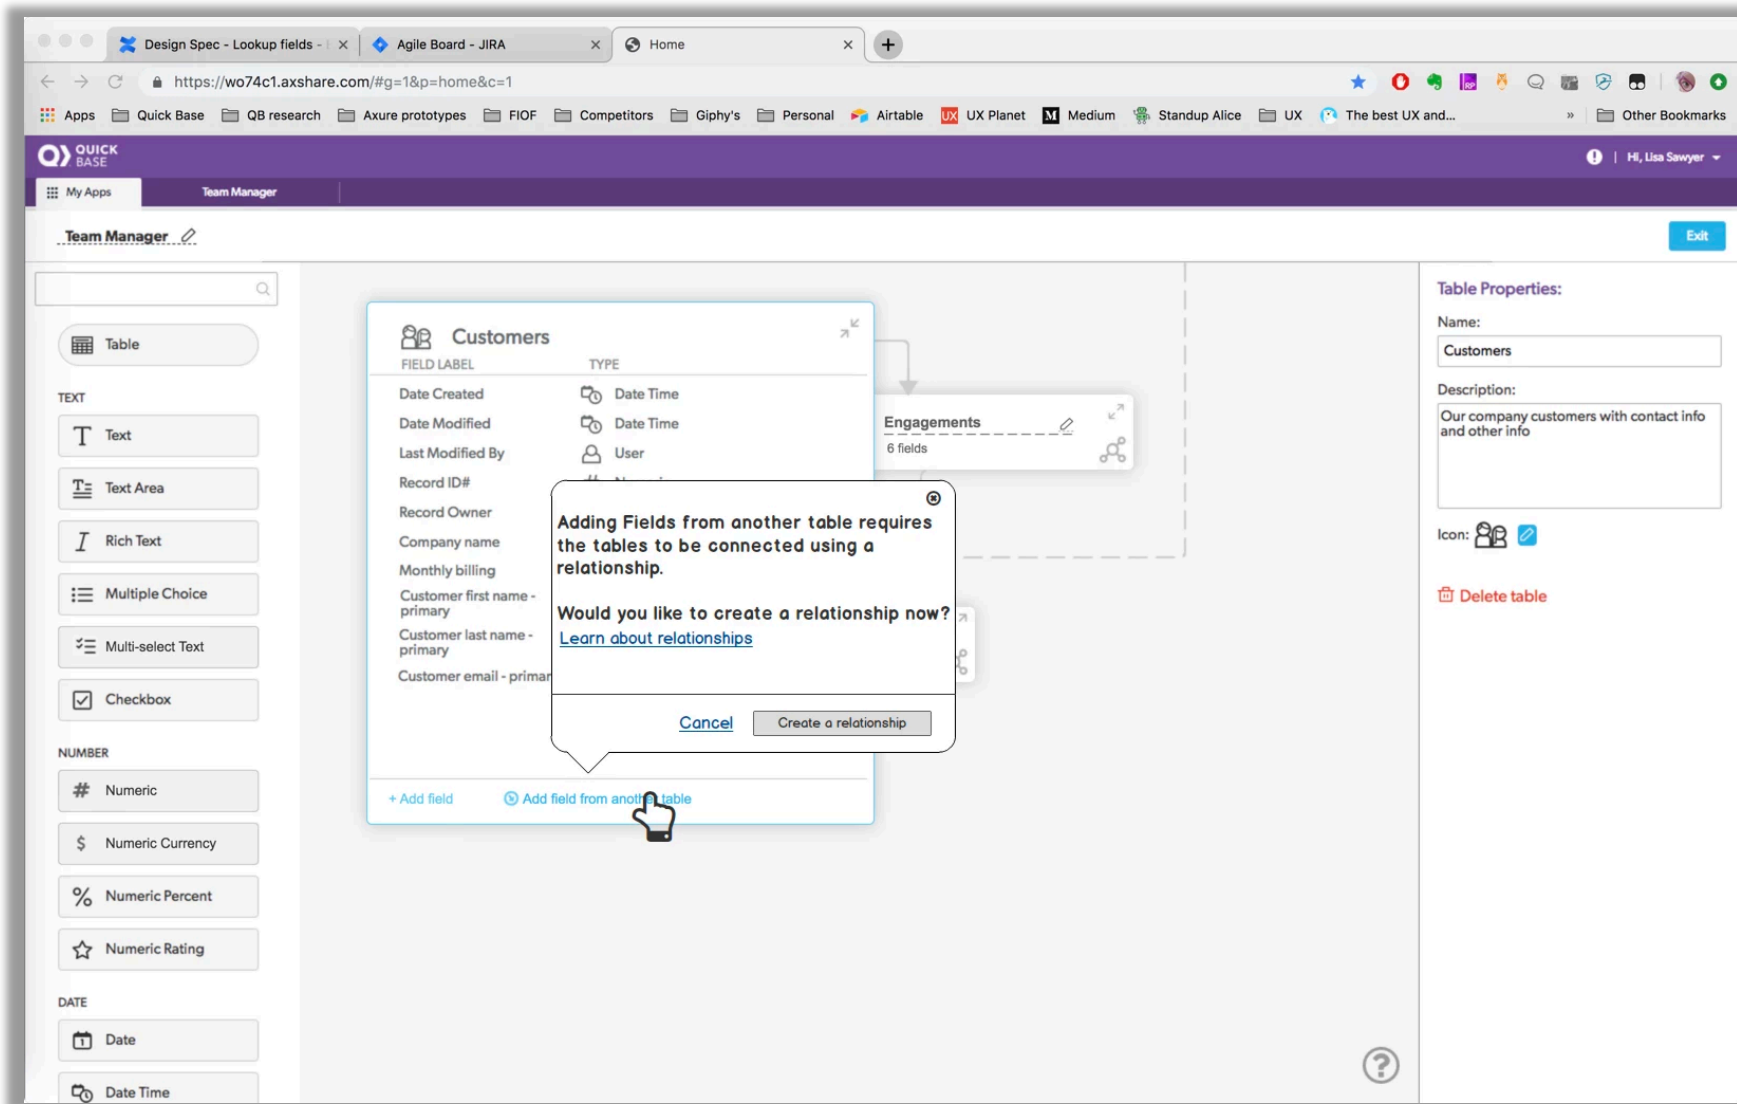 Design Spec - Lookup fields -
Agile Board - JIRA
Home
https://wo74c1.axshare.com/#g=1&p=home&c=1
Apps
Quick Base
QB research
Axure prototypes
FIOF
Competitors
Giphy's
Personal
Airtable
UX UX Planet
M Medium
Standup Alice
UX
The best UX and...
»
Other Bookmarks
QUICK
BASE
Hi, Lisa Sawyer
My Apps
Team Manager
Team Manager
Exit
Table
TEXT
Text
Text Area
Rich Text
Multiple Choice
Multi-select Text
Checkbox
NUMBER
# Numeric
$ Numeric Currency
% Numeric Percent
Numeric Rating
DATE
Date
Date Time
Customers
FIELD LABEL TYPE
Date Created Date Time
Date Modified Date Time
Last Modified By User
Record ID#
Record Owner
Company name
Monthly billing
Customer first name -
primary
Customer last name -
primary
Customer email - primar
+ Add field
Add field from another table
Engagements
6 fields
Adding Fields from another table requires
the tables to be connected using a
relationship.
Would you like to create a relationship now?
Learn about relationships
Cancel
Create a relationship
Table Properties:
Name:
Customers
Description:
Our company customers with contact info
and other info
Icon:
Delete table
?